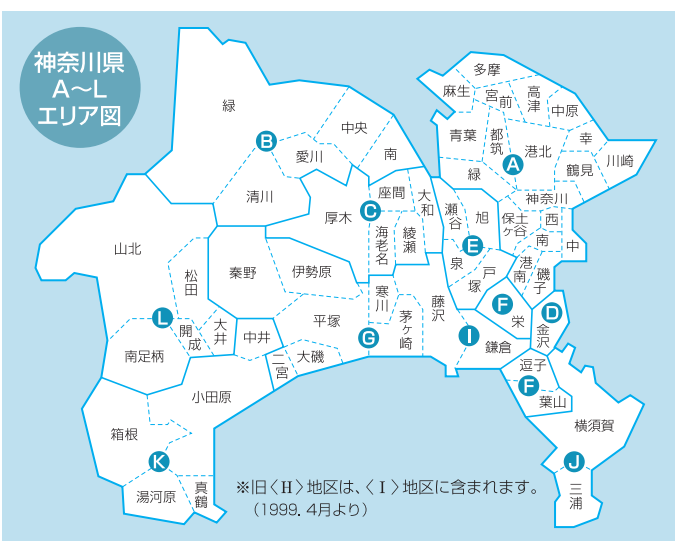 神奈川県
A～L
エリア図
緑
中央
南
愛川
B
清川
多摩
麻生
宮前
高津
中原
青葉
都筑
港北
幸
川崎
鶴見
A
緑
神奈川
座間
大和
C
厚木
海老名
綾瀬
瀬谷
旭
保土ヶ谷
西
南
中
E
泉
戸塚
港南
磯子
山北
松田
秦野
伊勢原
寒川
茅ヶ崎
藤沢
F
栄
D
金沢
L
開成
大井
中井
平塚
G
I
鎌倉
南足柄
二宮
大磯
逗子
F
葉山
小田原
箱根
横須賀
K
J
湯河原
真鶴
三浦
※旧〈H〉地区は、〈I〉地区に含まれます。
（1999. 4月より）